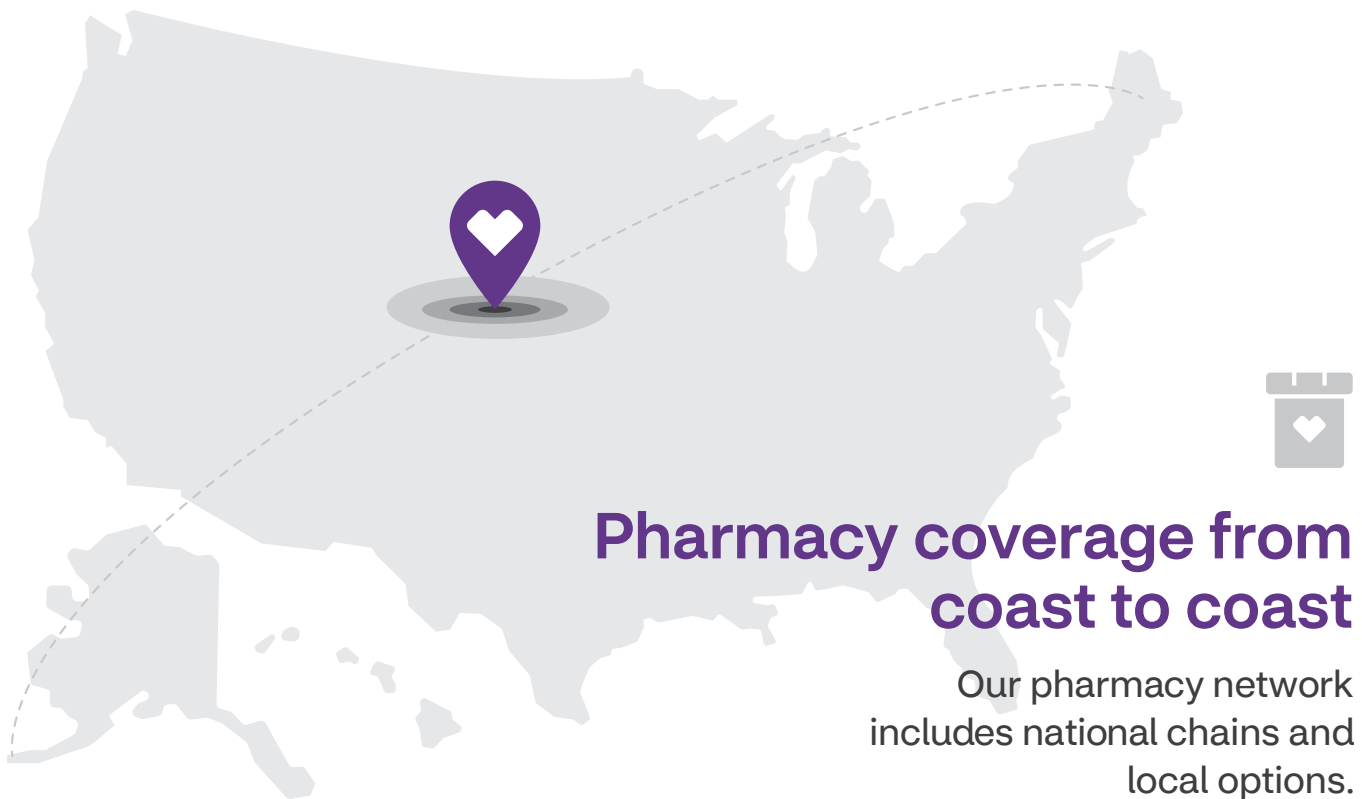 Pharmacy coverage from
coast to coast
Our pharmacy network
includes national chains and
local options.